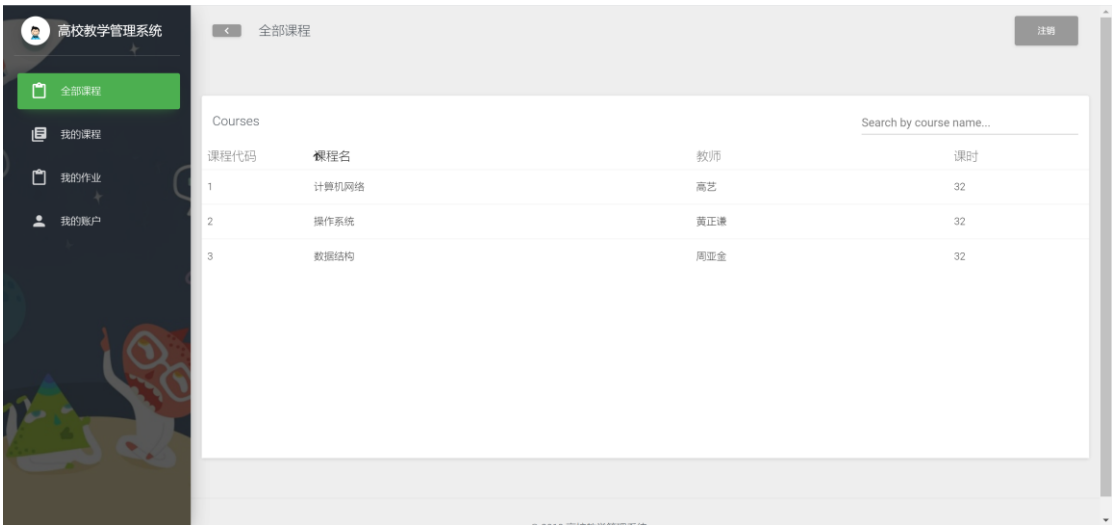 高校教学管理系统
全部课程
我的课程
我的作业
我的账户
全部课程
注销
Courses
Search by course name...
课程代码 课程名 教师 课时
1 计算机网络 高艺 32
2 操作系统 黄正谦 32
3 数据结构 周亚金 32